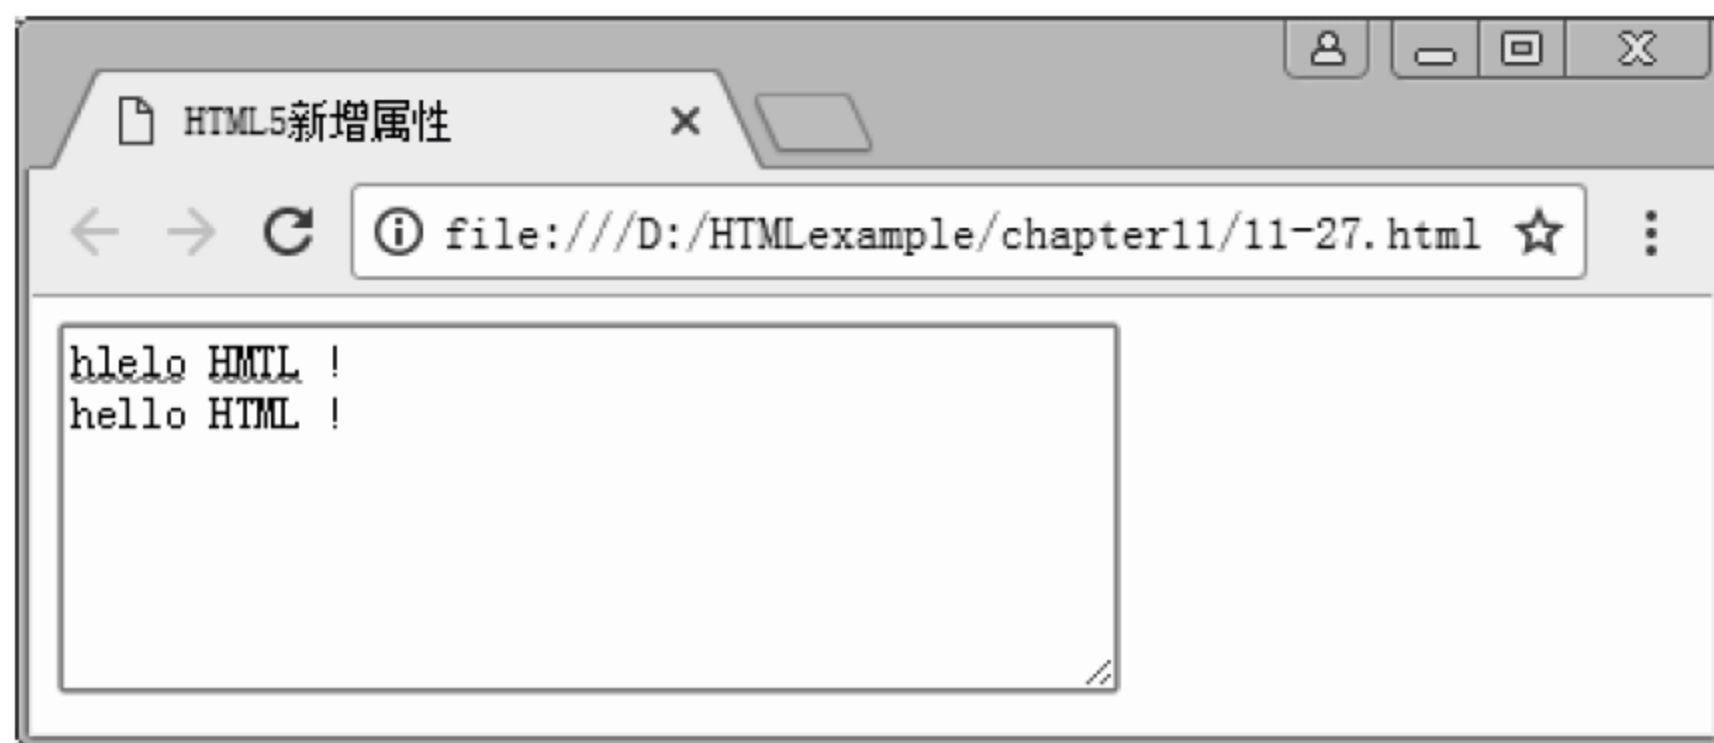 HTML5新增属性
file:///D:/HTMLexample/chapter11/11-27.html
hlelo HMTL !
hello HTML !